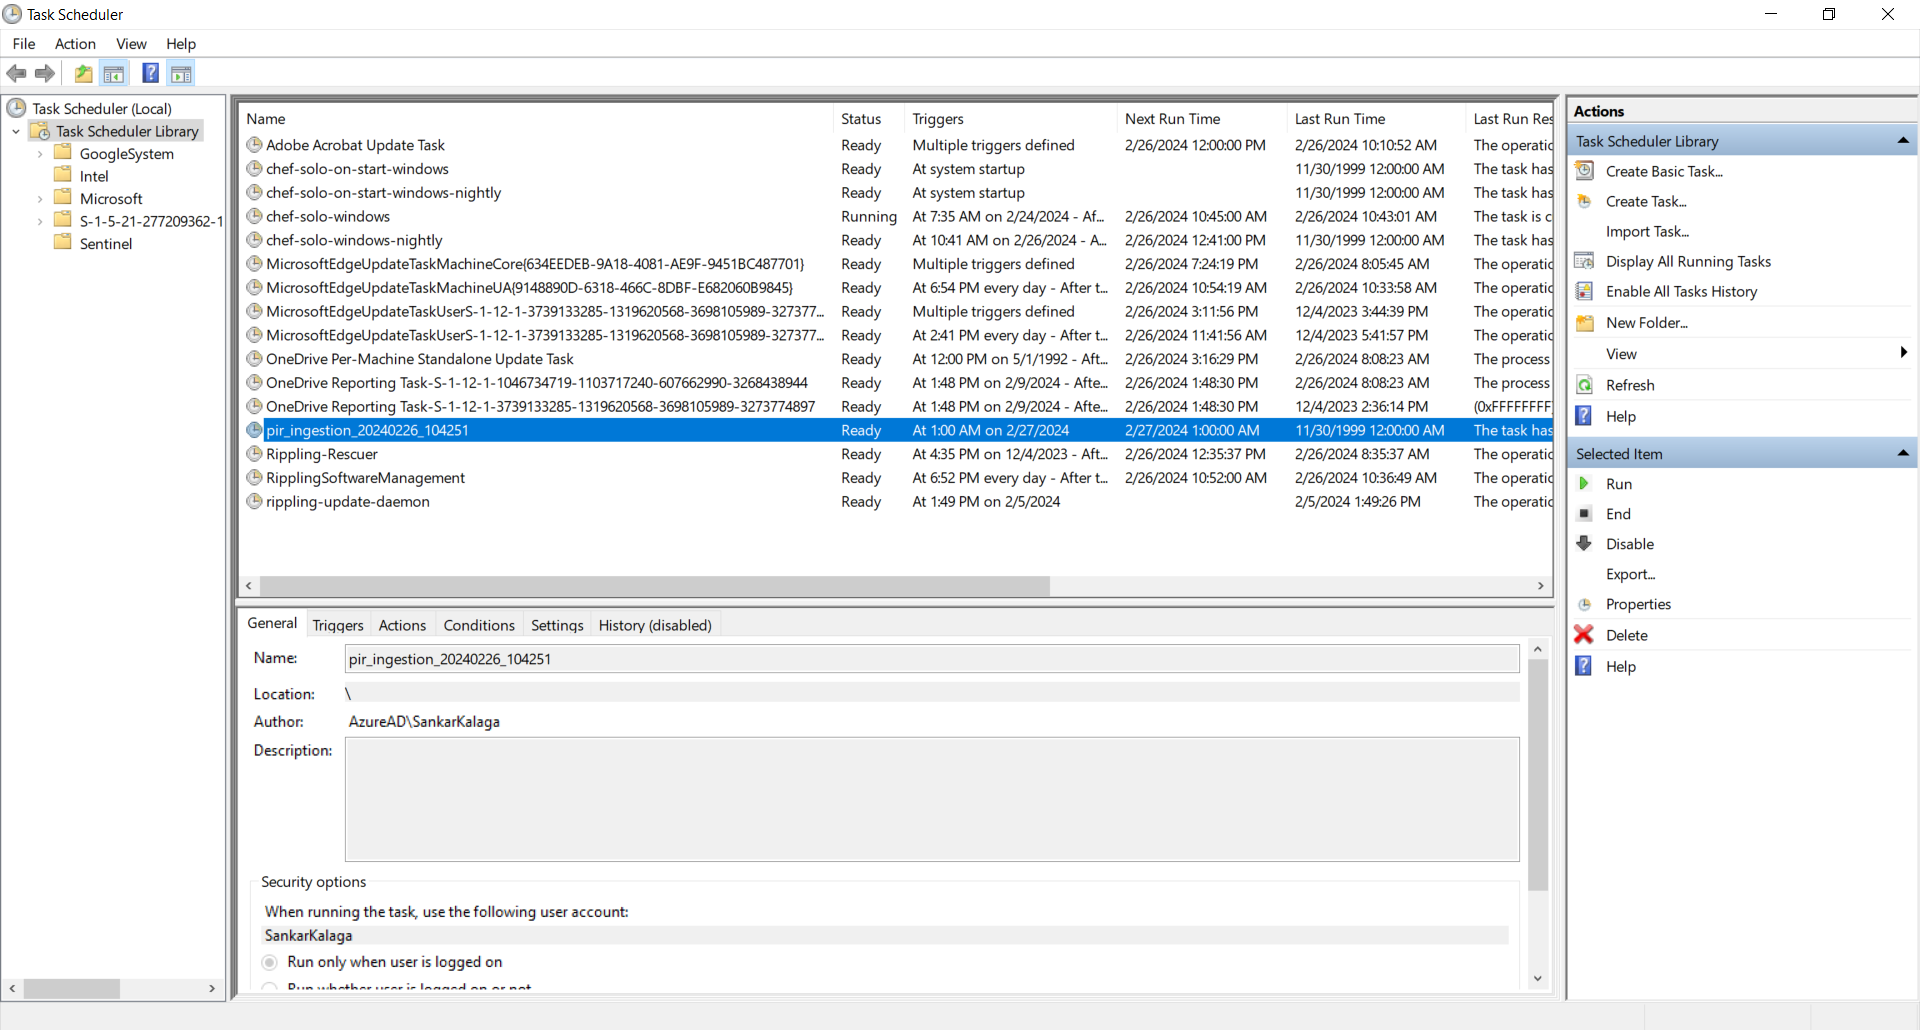 Task Scheduler
File Action View Help
Task Scheduler (Local)
Task Scheduler Library
GoogleSystem
Intel
Microsoft
S-1-5-21-277209362-1
Sentinel
Name Status Triggers Next Run Time Last Run Time Last Run Res
Adobe Acrobat Update Task Ready Multiple triggers defined 2/26/2024 12:00:00 PM 2/26/2024 10:10:52 AM The operatic
chef-solo-on-start-windows Ready At system startup 11/30/1999 12:00:00 AM The task has
chef-solo-on-start-windows-nightly Ready At system startup 11/30/1999 12:00:00 AM The task has
chef-solo-windows Running At 7:35 AM on 2/24/2024 - Af... 2/26/2024 10:45:00 AM 2/26/2024 10:43:01 AM The task is c
chef-solo-windows-nightly Ready At 10:41 AM on 2/26/2024 - A... 2/26/2024 12:41:00 PM 11/30/1999 12:00:00 AM The task has
MicrosoftEdgeUpdateTaskMachineCore{634EEDEB-9A18-4081-AE9F-9451BC487701} Ready Multiple triggers defined 2/26/2024 7:24:19 PM 2/26/2024 8:05:45 AM The operatic
MicrosoftEdgeUpdateTaskMachineUA{9148890D-6318-466C-8DBF-E682060B9845} Ready At 6:54 PM every day - After t... 2/26/2024 10:54:19 AM 2/26/2024 10:33:58 AM The operatic
MicrosoftEdgeUpdateTaskUserS-1-12-1-3739133285-1319620568-3698105989-327377... Ready Multiple triggers defined 2/26/2024 3:11:56 PM 12/4/2023 3:44:39 PM The operatic
MicrosoftEdgeUpdateTaskUserS-1-12-1-3739133285-1319620568-3698105989-327377... Ready At 2:41 PM every day - After t... 2/26/2024 11:41:56 AM 12/4/2023 5:41:57 PM The operatic
OneDrive Per-Machine Standalone Update Task Ready At 12:00 PM on 5/1/1992 - Aft... 2/26/2024 3:16:29 PM 2/26/2024 8:08:23 AM The process
OneDrive Reporting Task-S-1-12-1-1046734719-1103717240-607662990-3268438944 Ready At 1:48 PM on 2/9/2024 - Afte... 2/26/2024 1:48:30 PM 2/26/2024 8:08:23 AM The process
OneDrive Reporting Task-S-1-12-1-3739133285-1319620568-3698105989-3273774897 Ready At 1:48 PM on 2/9/2024 - Afte... 2/26/2024 1:48:30 PM 12/4/2023 2:36:14 PM (0xFFFFFFFF
pir_ingestion_20240226_104251 Ready At 1:00 AM on 2/27/2024 2/27/2024 1:00:00 AM 11/30/1999 12:00:00 AM The task has
Rippling-Rescuer Ready At 4:35 PM on 12/4/2023 - Aft... 2/26/2024 12:35:37 PM 2/26/2024 8:35:37 AM The operatic
RipplingSoftwareManagement Ready At 6:52 PM every day - After t... 2/26/2024 10:52:00 AM 2/26/2024 10:36:49 AM The operatic
rippling-update-daemon Ready At 1:49 PM on 2/5/2024 2/5/2024 1:49:26 PM The operatic
General Triggers Actions Conditions Settings History (disabled)
Name: pir_ingestion_20240226_104251
Location: \
Author: AzureAD\SankarKalaga
Description:
Security options
When running the task, use the following user account:
SankarKalaga
Run only when user is logged on
Run whether user is logged on or not
Actions
Task Scheduler Library
Create Basic Task...
Create Task...
Import Task...
Display All Running Tasks
Enable All Tasks History
New Folder...
View
Refresh
Help
Selected Item
Run
End
Disable
Export...
Properties
Delete
Help